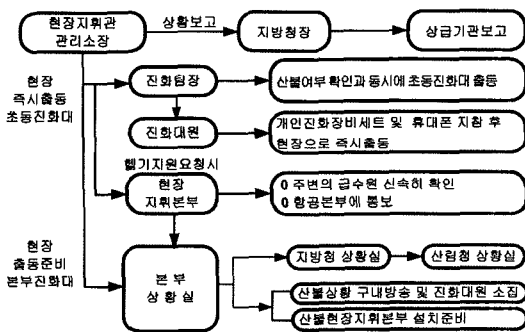 현장지휘관
관리소장
상황보고
지방청장
상급기관보고
현장
즉시출동
초동진화대
진화팀장
산불여부 확인과 동시에 초동진화대 출동
진화대원
개인진화장비세트 및 휴대폰 지참 후
현장으로 즉시출동
헬기지원요청시
현장
지휘본부
0 주변의 급수원 신속히 확인
0 항공본부에 통보
현장
출동준비
본부진화대
본 부
상 황 실
지방청 상황실
산림청 상황실
산불상황 구내방송 및 진화대원 소집
산불현장지휘본부 설치준비